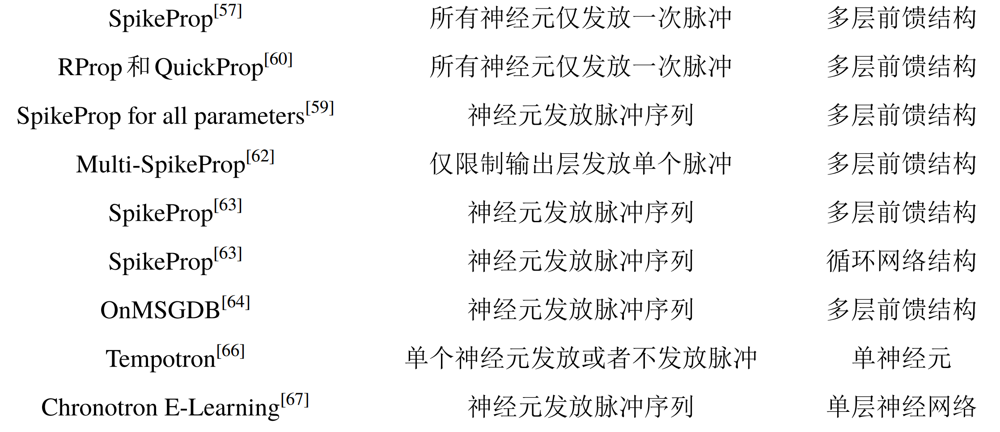 SpikeProp[57] 所有神经元仅发放一次脉冲 多层前馈结构
RProp 和 QuickProp[60] 所有神经元仅发放一次脉冲 多层前馈结构
SpikeProp for all parameters[59] 神经元发放脉冲序列 多层前馈结构
Multi-SpikeProp[62] 仅限制输出层发放单个脉冲 多层前馈结构
SpikeProp[63] 神经元发放脉冲序列 多层前馈结构
SpikeProp[63] 神经元发放脉冲序列 循环网络结构
OnMSGDB[64] 神经元发放脉冲序列 多层前馈结构
Tempotron[66] 单个神经元发放或者不发放脉冲 单神经元
Chronotron E-Learning[67] 神经元发放脉冲序列 单层神经网络